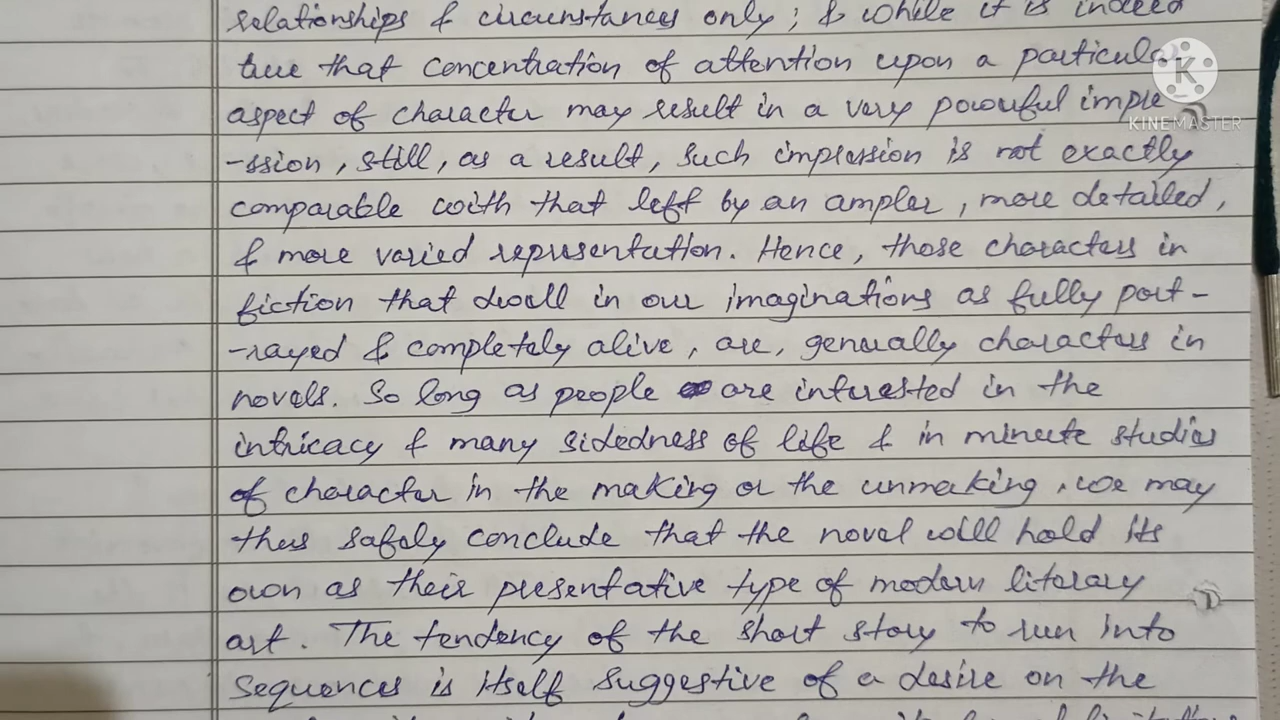 relationships & circumstances only; & while it is indeed
true that concentration of attention upon a particular
aspect of character may result in a very powerful impre
-ssion, still, as a result, such impression is not exactly
comparable with that left by an ampler, more detailed,
& more varied representation. Hence, those characters in
fiction that dwell in our imaginations as fully port-
-rayed & completely alive, are, generally characters in
novels. So long as people are interested in the
intricacy & many sidedness of life & in minute studies
of character in the making or the unmaking, we may
thus safely conclude that the novel will hold its
own as their presentative type of modern literary
art. The tendency of the short story to run into
sequences is itself suggestive of a desire on the
K
KINEMASTER